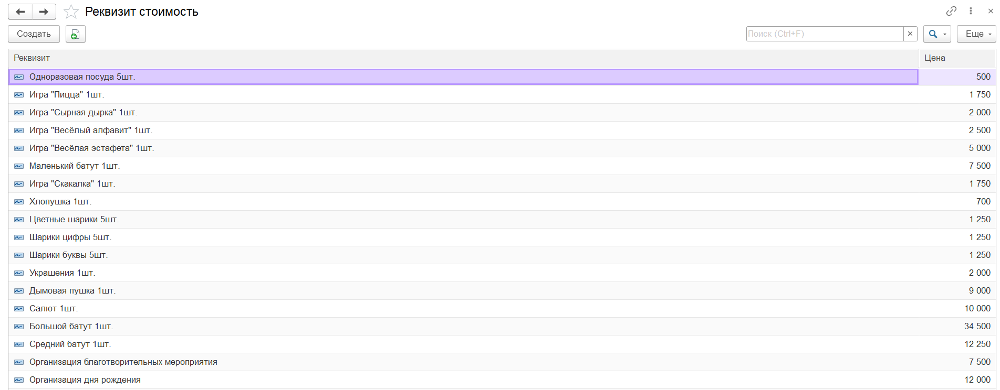 Реквизит стоимость
Создать
Поиск (Ctrl+F)
Еще
Реквизит Цена
Одноразовая посуда 5шт. 500
Игра "Пицца" 1шт. 1 750
Игра "Сырная дырка" 1шт. 2 000
Игра "Весёлый алфавит" 1шт. 2 500
Игра "Весёлая эстафета" 1шт. 5 000
Маленький батут 1шт. 7 500
Игра "Скакалка" 1шт. 1 750
Хлопушка 1шт. 700
Цветные шарики 5шт. 1 250
Шарики цифры 5шт. 1 250
Шарики буквы 5шт. 1 250
Украшения 1шт. 2 000
Дымовая пушка 1шт. 9 000
Салют 1шт. 10 000
Большой батут 1шт. 34 500
Средний батут 1шт. 12 250
Организация благотворительных мероприятия 7 500
Организация дня рождения 12 000